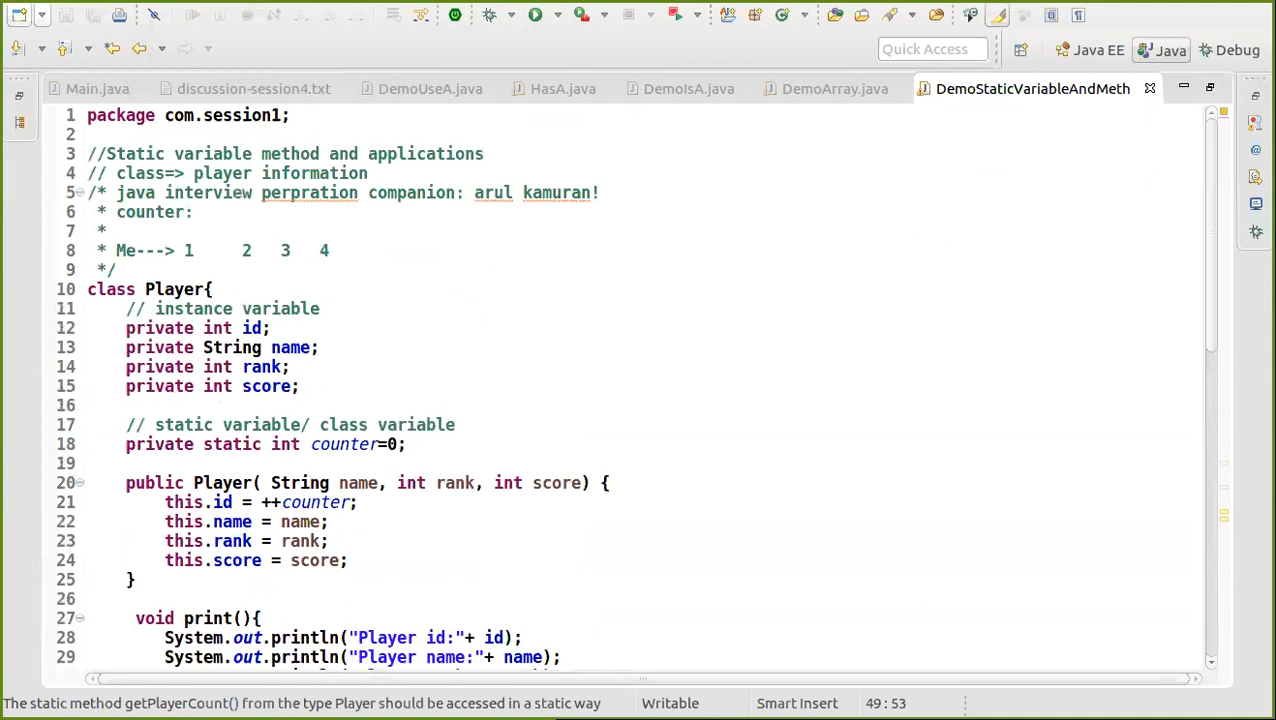 Quick Access
Java EE
Java
Debug
Main.java
discussion-session4.txt
DemoUseA.java
HasA.java
DemoIsA.java
DemoArray.java
DemoStaticVariableAndMeth
1 package com.session1;
2
3 //Static variable method and applications
4 // class=> player information
5 /* java interview perpration companion: arul kamuran!
6 * counter:
7 *
8 * Me---> 1 2 3 4
9 */
10 class Player{
11 // instance variable
12 private int id;
13 private String name;
14 private int rank;
15 private int score;
16
17 // static variable/ class variable
18 private static int counter=0;
19
20 public Player( String name, int rank, int score) {
21 this.id = ++counter;
22 this.name = name;
23 this.rank = rank;
24 this.score = score;
25 }
26
27 void print(){
28 System.out.println("Player id:"+ id);
29 System.out.println("Player name:"+ name);
The static method getPlayerCount() from the type Player should be accessed in a static way
Writable
Smart Insert
49:53